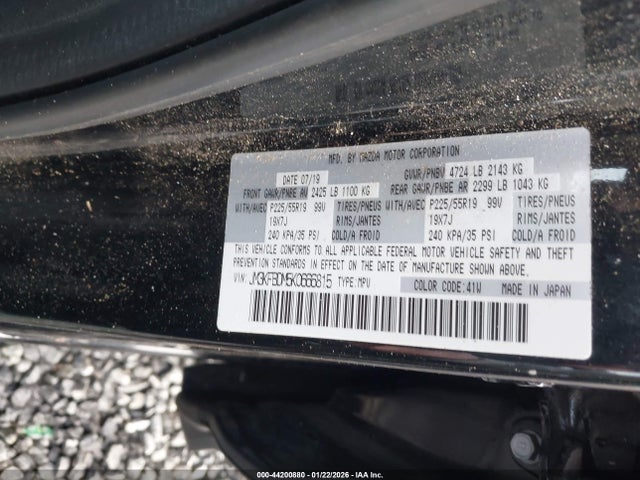 MFD. BY MAZDA MOTOR CORPORATION
DATE 07/19 GVWR/PNBV 4724 LB 2143 KG
FRONT GAWR/PNBE AV 2425 LB 1100 KG REAR GAWR/PNBE AR 2299 LB 1043 KG
WITH/AVEC P225/55R19 99V TIRES/PNEUS WITH/AVEC P225/55R19 99V TIRES/PNEUS
19X7J RIMS/JANTES 19X7J RIMS/JANTES
240 KPA/35 PSI COLD/A FROID 240 KPA/35 PSI COLD/A FROID
THIS VEHICLE CONFORMS TO ALL APPLICABLE FEDERAL MOTOR VEHICLE SAFETY AND THEFT
PREVENTION STANDARDS IN EFFECT ON THE DATE OF MANUFACTURE SHOWN ABOVE.
VIN: JM3KFBDM5K0666815 TYPE: MPV COLOR CODE: 41W MADE IN JAPAN
000-44200880 - 01/22/2026 - IAA Inc.